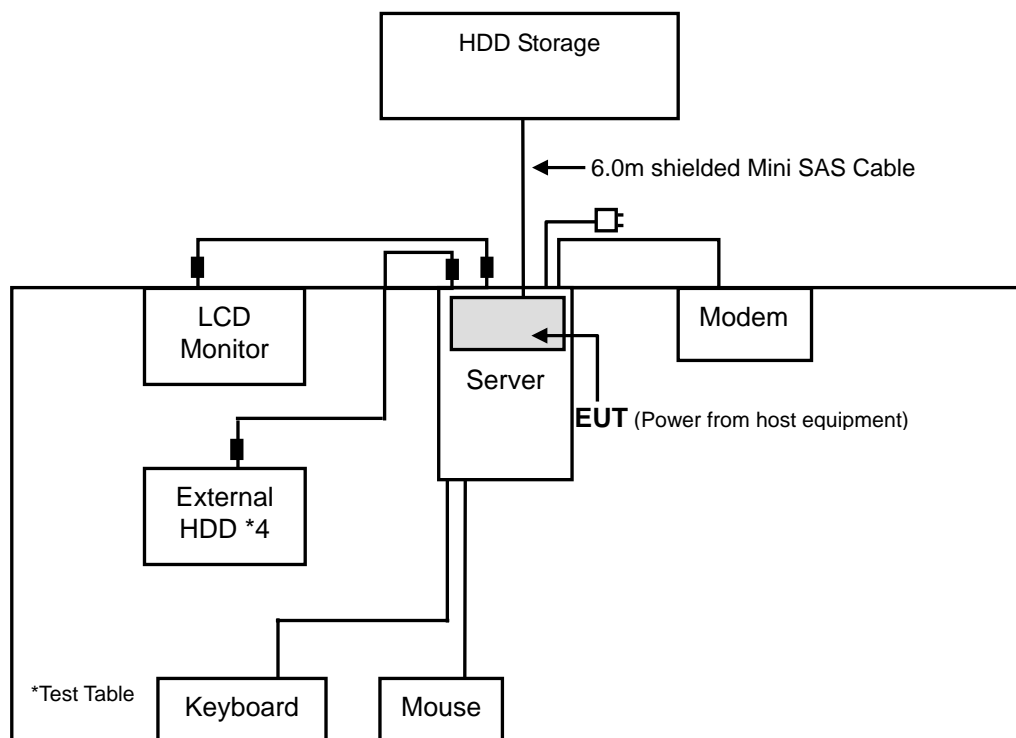 HDD Storage
6.0m shielded Mini SAS Cable
LCD
Monitor
Modem
Server
EUT (Power from host equipment)
External
HDD *4
*Test Table
Keyboard
Mouse